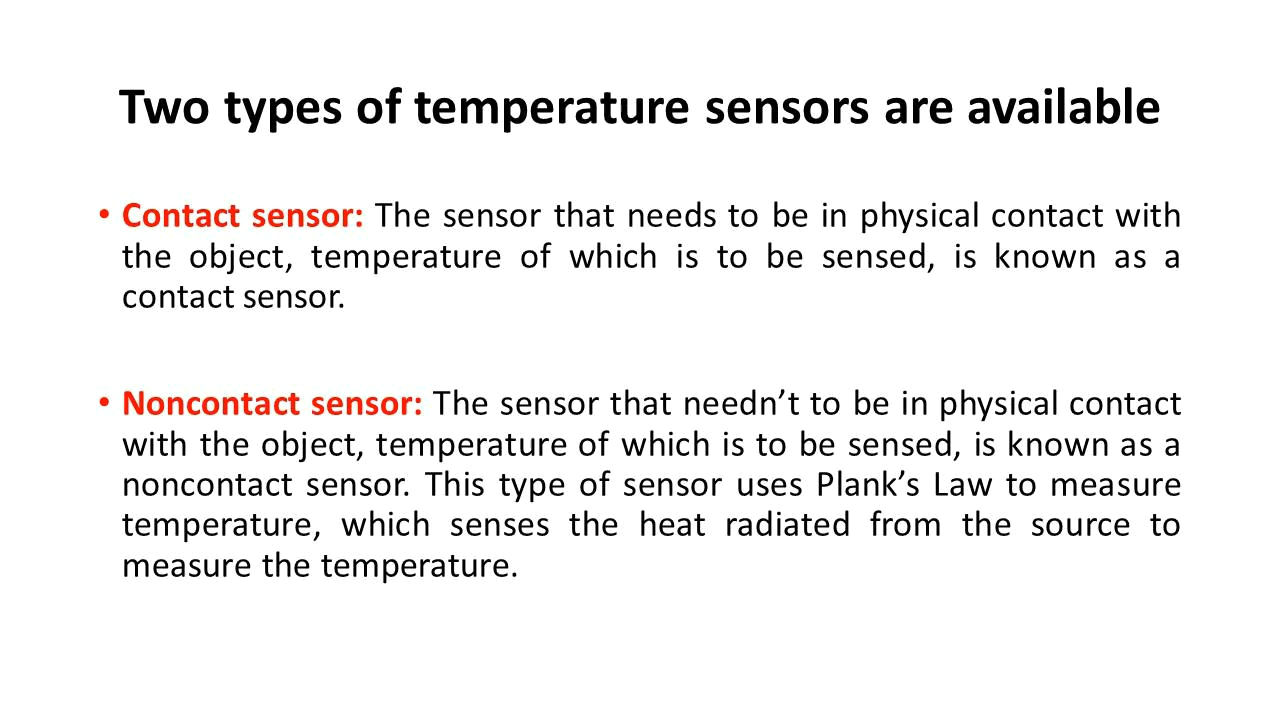 Two types of temperature sensors are available
• Contact sensor: The sensor that needs to be in physical contact with
the object, temperature of which is to be sensed, is known as a
contact sensor.
• Noncontact sensor: The sensor that needn’t to be in physical contact
with the object, temperature of which is to be sensed, is known as a
noncontact sensor. This type of sensor uses Plank’s Law to measure
temperature, which senses the heat radiated from the source to
measure the temperature.